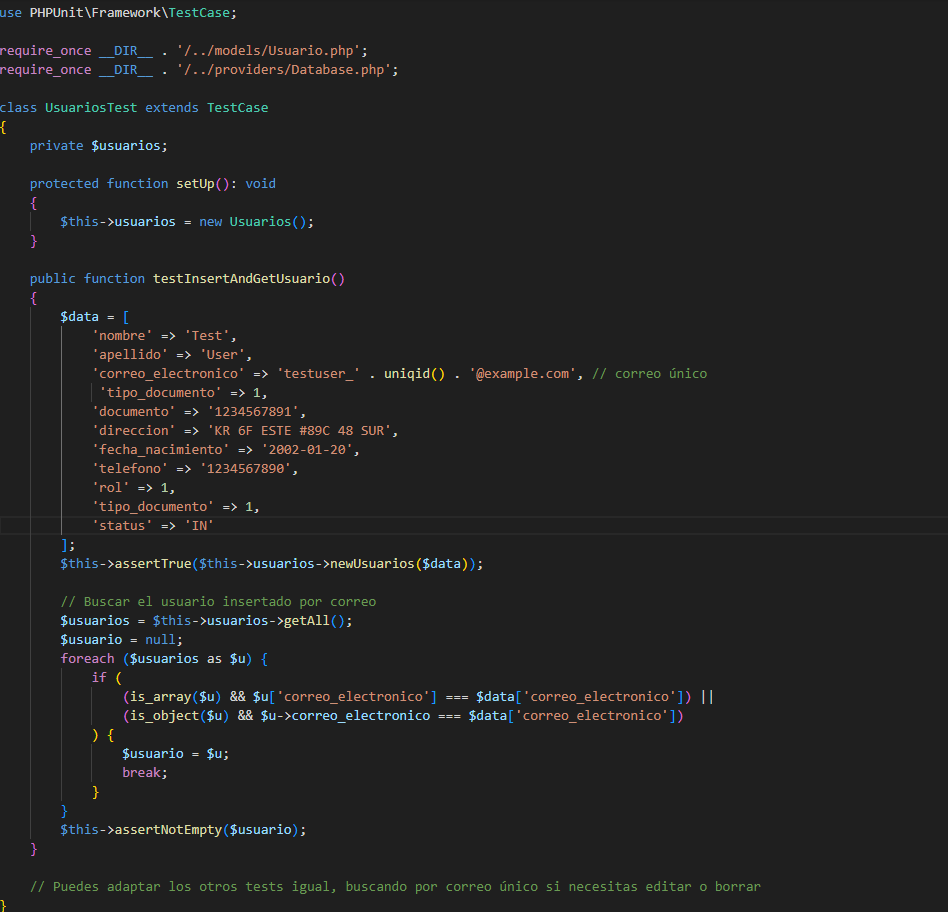 use PHPUnit\Framework\TestCase;
require_once __DIR__ . '/../models/Usuario.php';
require_once __DIR__ . '/../providers/Database.php';
class UsuariosTest extends TestCase
{
private $usuarios;
protected function setUp(): void
{
$this->usuarios = new Usuarios();
}
public function testInsertAndGetUsuario()
{
$data = [
'nombre' => 'Test',
'apellido' => 'User',
'correo_electronico' => 'testuser_' . uniqid() . '@example.com', // correo único
'tipo_documento' => 1,
'documento' => '1234567891',
'direccion' => 'KR 6F ESTE #89C 48 SUR',
'fecha_nacimiento' => '2002-01-20',
'telefono' => '1234567890',
'rol' => 1,
'tipo_documento' => 1,
'status' => 'IN'
];
$this->assertTrue($this->usuarios->newUsuarios($data));
// Buscar el usuario insertado por correo
$usuarios = $this->usuarios->getAll();
$usuario = null;
foreach ($usuarios as $u) {
if (
(is_array($u) && $u['correo_electronico'] === $data['correo_electronico']) ||
(is_object($u) && $u->correo_electronico === $data['correo_electronico'])
) {
$usuario = $u;
break;
}
}
$this->assertNotEmpty($usuario);
}
// Puedes adaptar los otros tests igual, buscando por correo único si necesitas editar o borrar
}